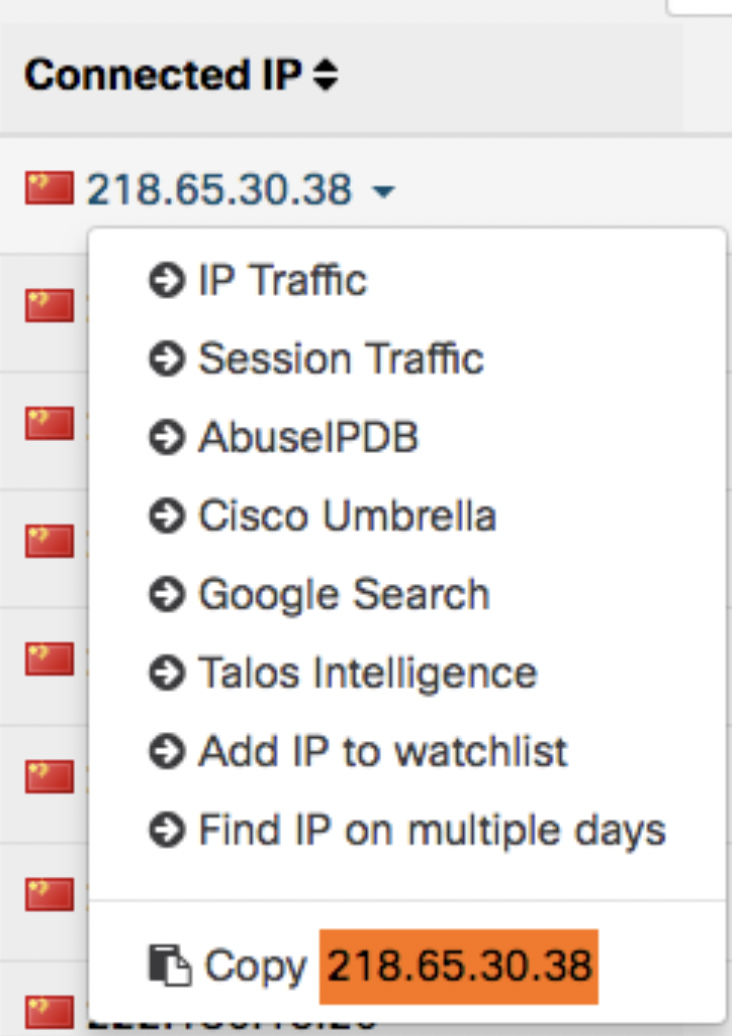 Connected IP
218.65.30.38
IP Traffic
Session Traffic
AbuseIPDB
Cisco Umbrella
Google Search
Talos Intelligence
Add IP to watchlist
Find IP on multiple days
Copy 218.65.30.38